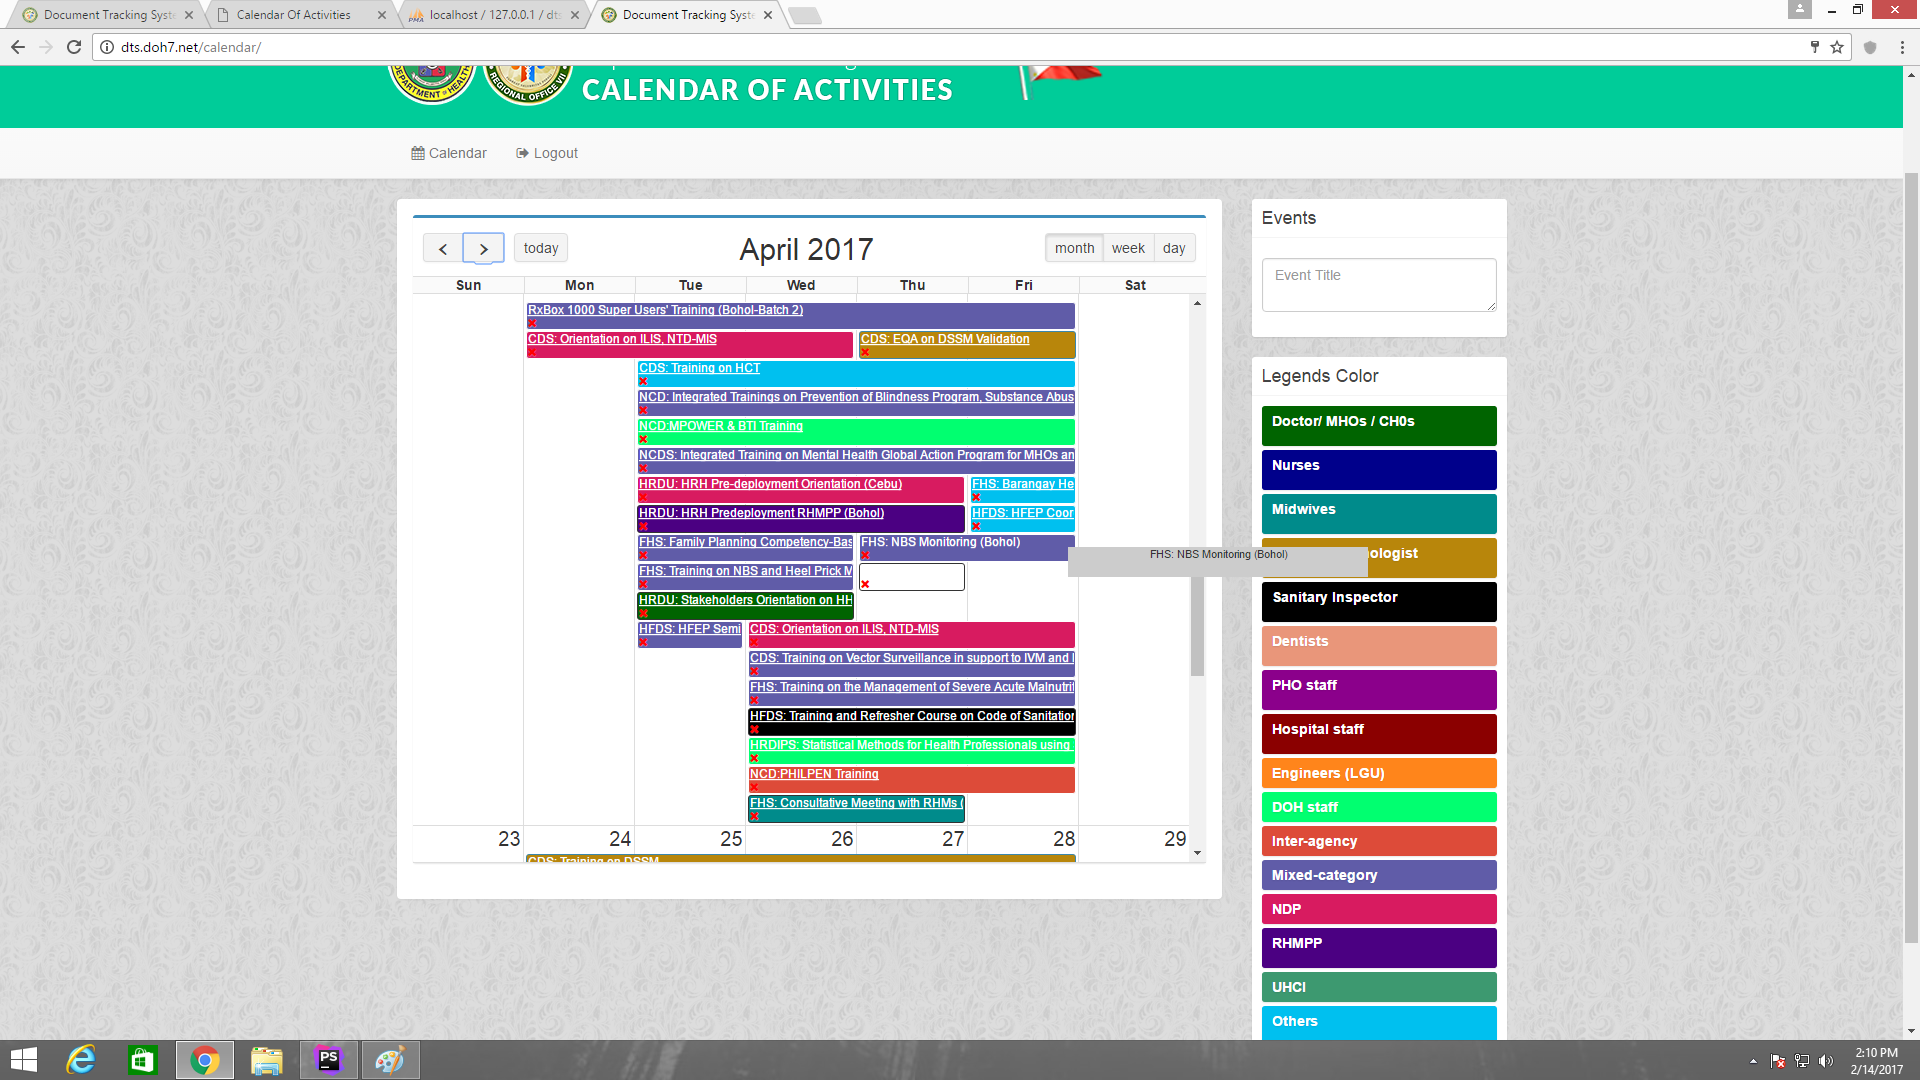 Document Tracking Syste
Calendar Of Activities
localhost / 127.0.0.1 / dts
Document Tracking Syste
dts.doh7.net/calendar/
DEPARTMENT of HEALTH
REGIONAL OFFICE VII
CALENDAR OF ACTIVITIES
Calendar
Logout
today
April 2017
month
week
day
Sun
Mon
Tue
Wed
Thu
Fri
Sat
RxBox 1000 Super Users' Training (Bohol-Batch 2)
CDS: Orientation on ILIS, NTD-MIS
CDS: EQA on DSSM Validation
CDS: Training on HCT
NCD: Integrated Trainings on Prevention of Blindness Program, Substance Abus
NCD:MPOWER & BTI Training
NCDS: Integrated Training on Mental Health Global Action Program for MHOs an
HRDU: HRH Pre-deployment Orientation (Cebu)
FHS: Barangay He
HRDU: HRH Predeployment RHMPP (Bohol)
HFDS: HFEP Coor
FHS: Family Planning Competency-Bas
FHS: NBS Monitoring (Bohol)
FHS: Training on NBS and Heel Prick M
HRDU: Stakeholders Orientation on HH
HFDS: HFEP Semi
CDS: Orientation on ILIS, NTD-MIS
CDS: Training on Vector Surveillance in support to IVM and
FHS: Training on the Management of Severe Acute Malnutrit
HFDS: Training and Refresher Course on Code of Sanitation
HRDIPS: Statistical Methods for Health Professionals using
NCD:PHILPEN Training
FHS: Consultative Meeting with RHMs (
23
24
25
26
27
28
29
CDS: Training on DSSM
FHS: NBS Monitoring (Bohol)
Events
Event Title
Legends Color
Doctor/ MHOs / CH0s
Nurses
Midwives
ologist
Sanitary Inspector
Dentists
PHO staff
Hospital staff
Engineers (LGU)
DOH staff
Inter-agency
Mixed-category
NDP
RHMPP
UHCI
Others
PS
2:10 PM
2/14/2017